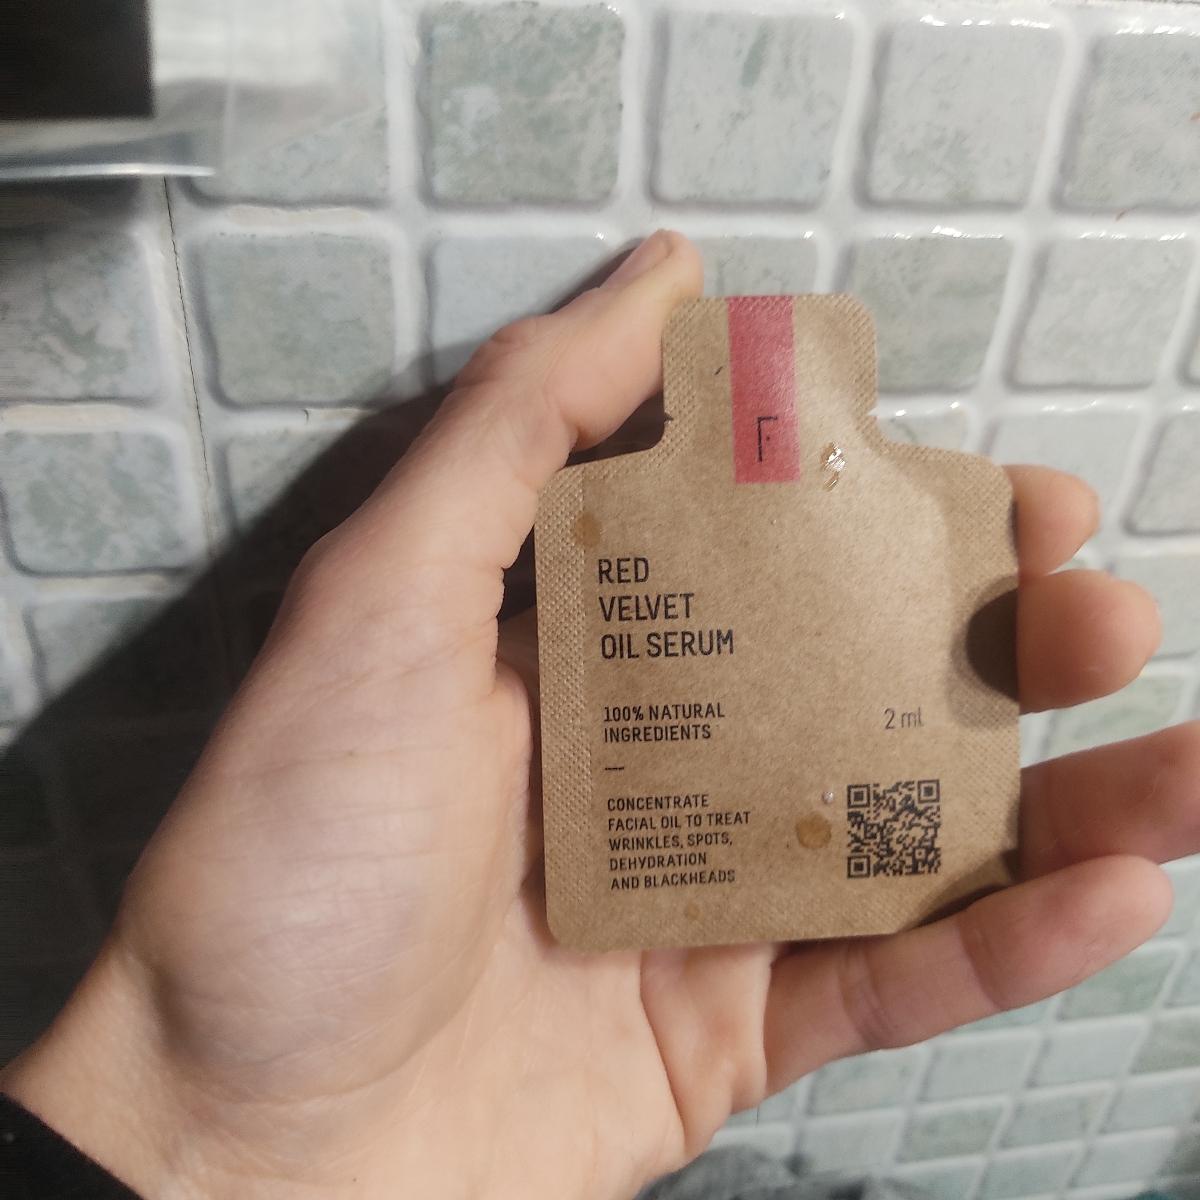 RED
VELVET
OIL SERUM
100% NATURAL
INGREDIENTS
2 ml
CONCENTRATE
FACIAL OIL TO TREAT
WRINKLES, SPOTS,
DEHYDRATION
AND BLACKHEADS